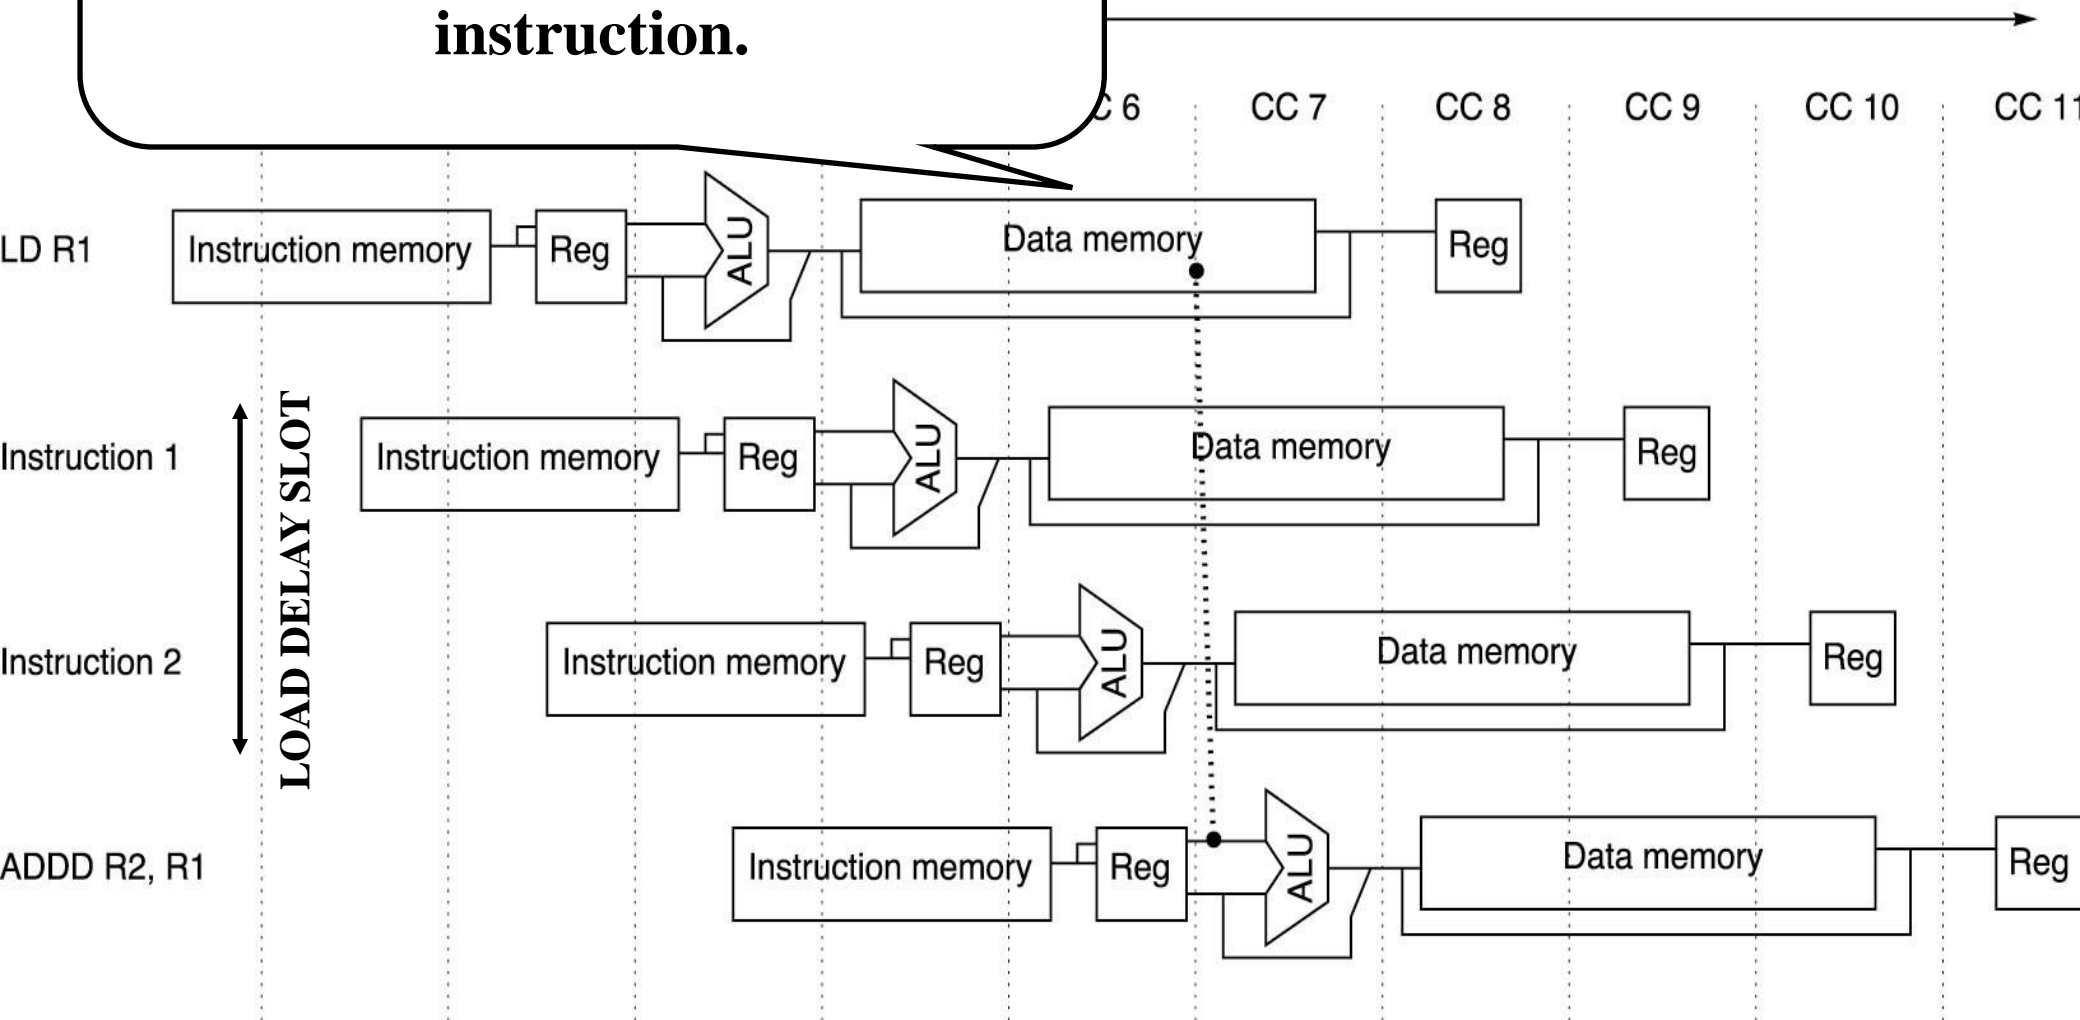 instruction.
C 6 CC 7 CC 8 CC 9 CC 10 CC 11
LD R1 Instruction memory Reg ALU Data memory Reg
LOAD DELAY SLOT
Instruction 1 Instruction memory Reg ALU Data memory Reg
Instruction 2 Instruction memory Reg ALU Data memory Reg
ADDD R2, R1 Instruction memory Reg ALU Data memory Reg